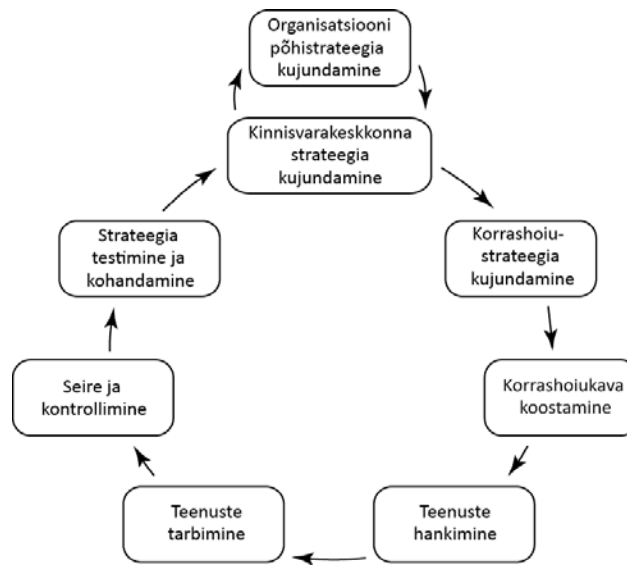 Organisatsiooni
põhistrateegia
kujundamine
Kinnisvarakeskkonna
strateegia
kujundamine
Korrashoiu-
strateegia
kujundamine
Korrashoiukava
koostamine
Teenuste
hankimine
Teenuste
tarbimine
Seire ja
kontrollimine
Strateegia
testimine ja
kohandamine